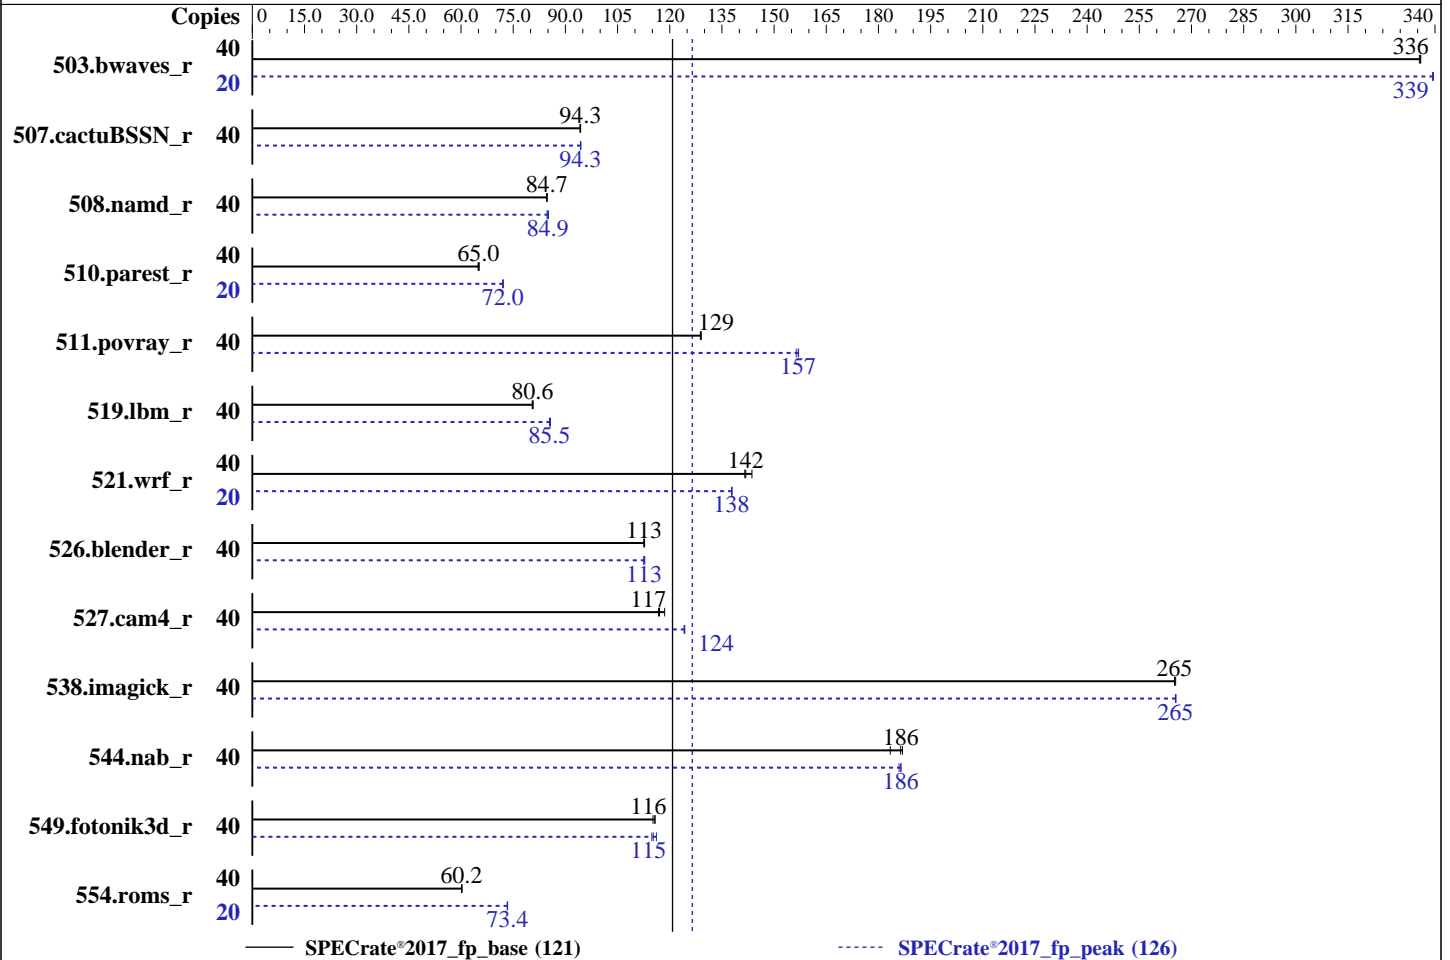 Copies 0 15.0 30.0 45.0 60.0 75.0 90.0 105 120 135 150 165 180 195 210 225 240 255 270 285 300 315 340
503.bwaves_r 40 336
20 339
507.cactuBSSN_r 40 94.3
94.3
508.namd_r 40 84.7
84.9
510.parest_r 40 65.0
20 72.0
511.povray_r 40 129
157
519.lbm_r 40 80.6
85.5
521.wrf_r 40 142
20 138
526.blender_r 40 113
113
527.cam4_r 40 117
124
538.imagick_r 40 265
265
544.nab_r 40 186
186
549.fotonik3d_r 40 116
115
554.roms_r 40 60.2
20 73.4
SPECrate®2017_fp_base (121) SPECrate®2017_fp_peak (126)